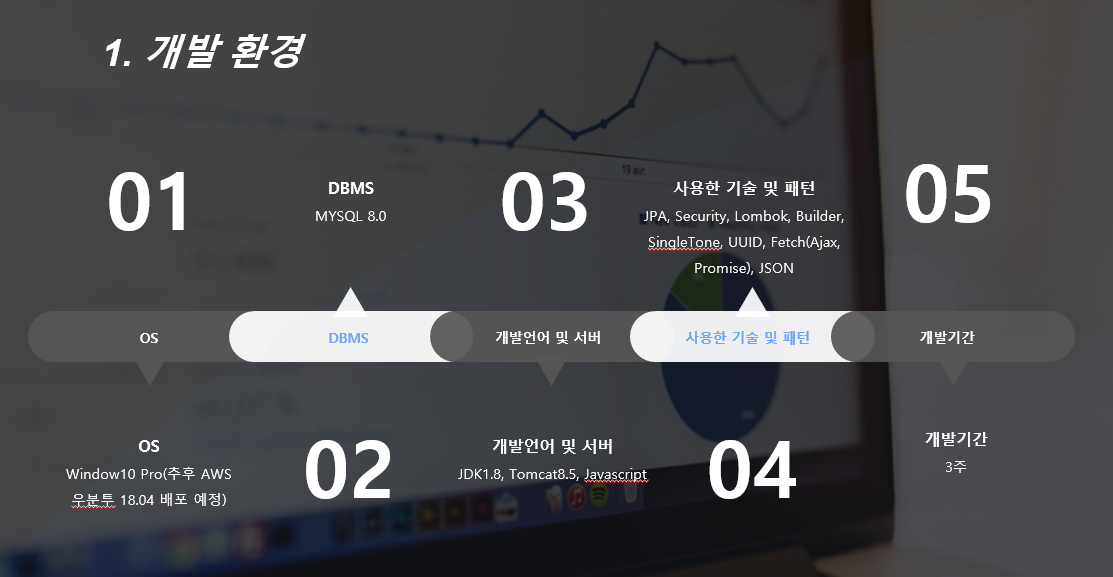 1. 개발 환경
01
DBMS
MYSQL 8.0
03
사용한 기술 및 패턴
JPA, Security, Lombok, Builder,
SingleTone, UUID, Fetch(Ajax,
Promise), JSON
05
19 avr.
OS
DBMS
개발언어 및 서버
사용한 기술 및 패턴
개발기간
OS
Window10 Pro(추후 AWS
우분투 18.04 배포 예정)
02
개발언어 및 서버
JDK1.8, Tomcat8.5, Javascript
04
개발기간
3주